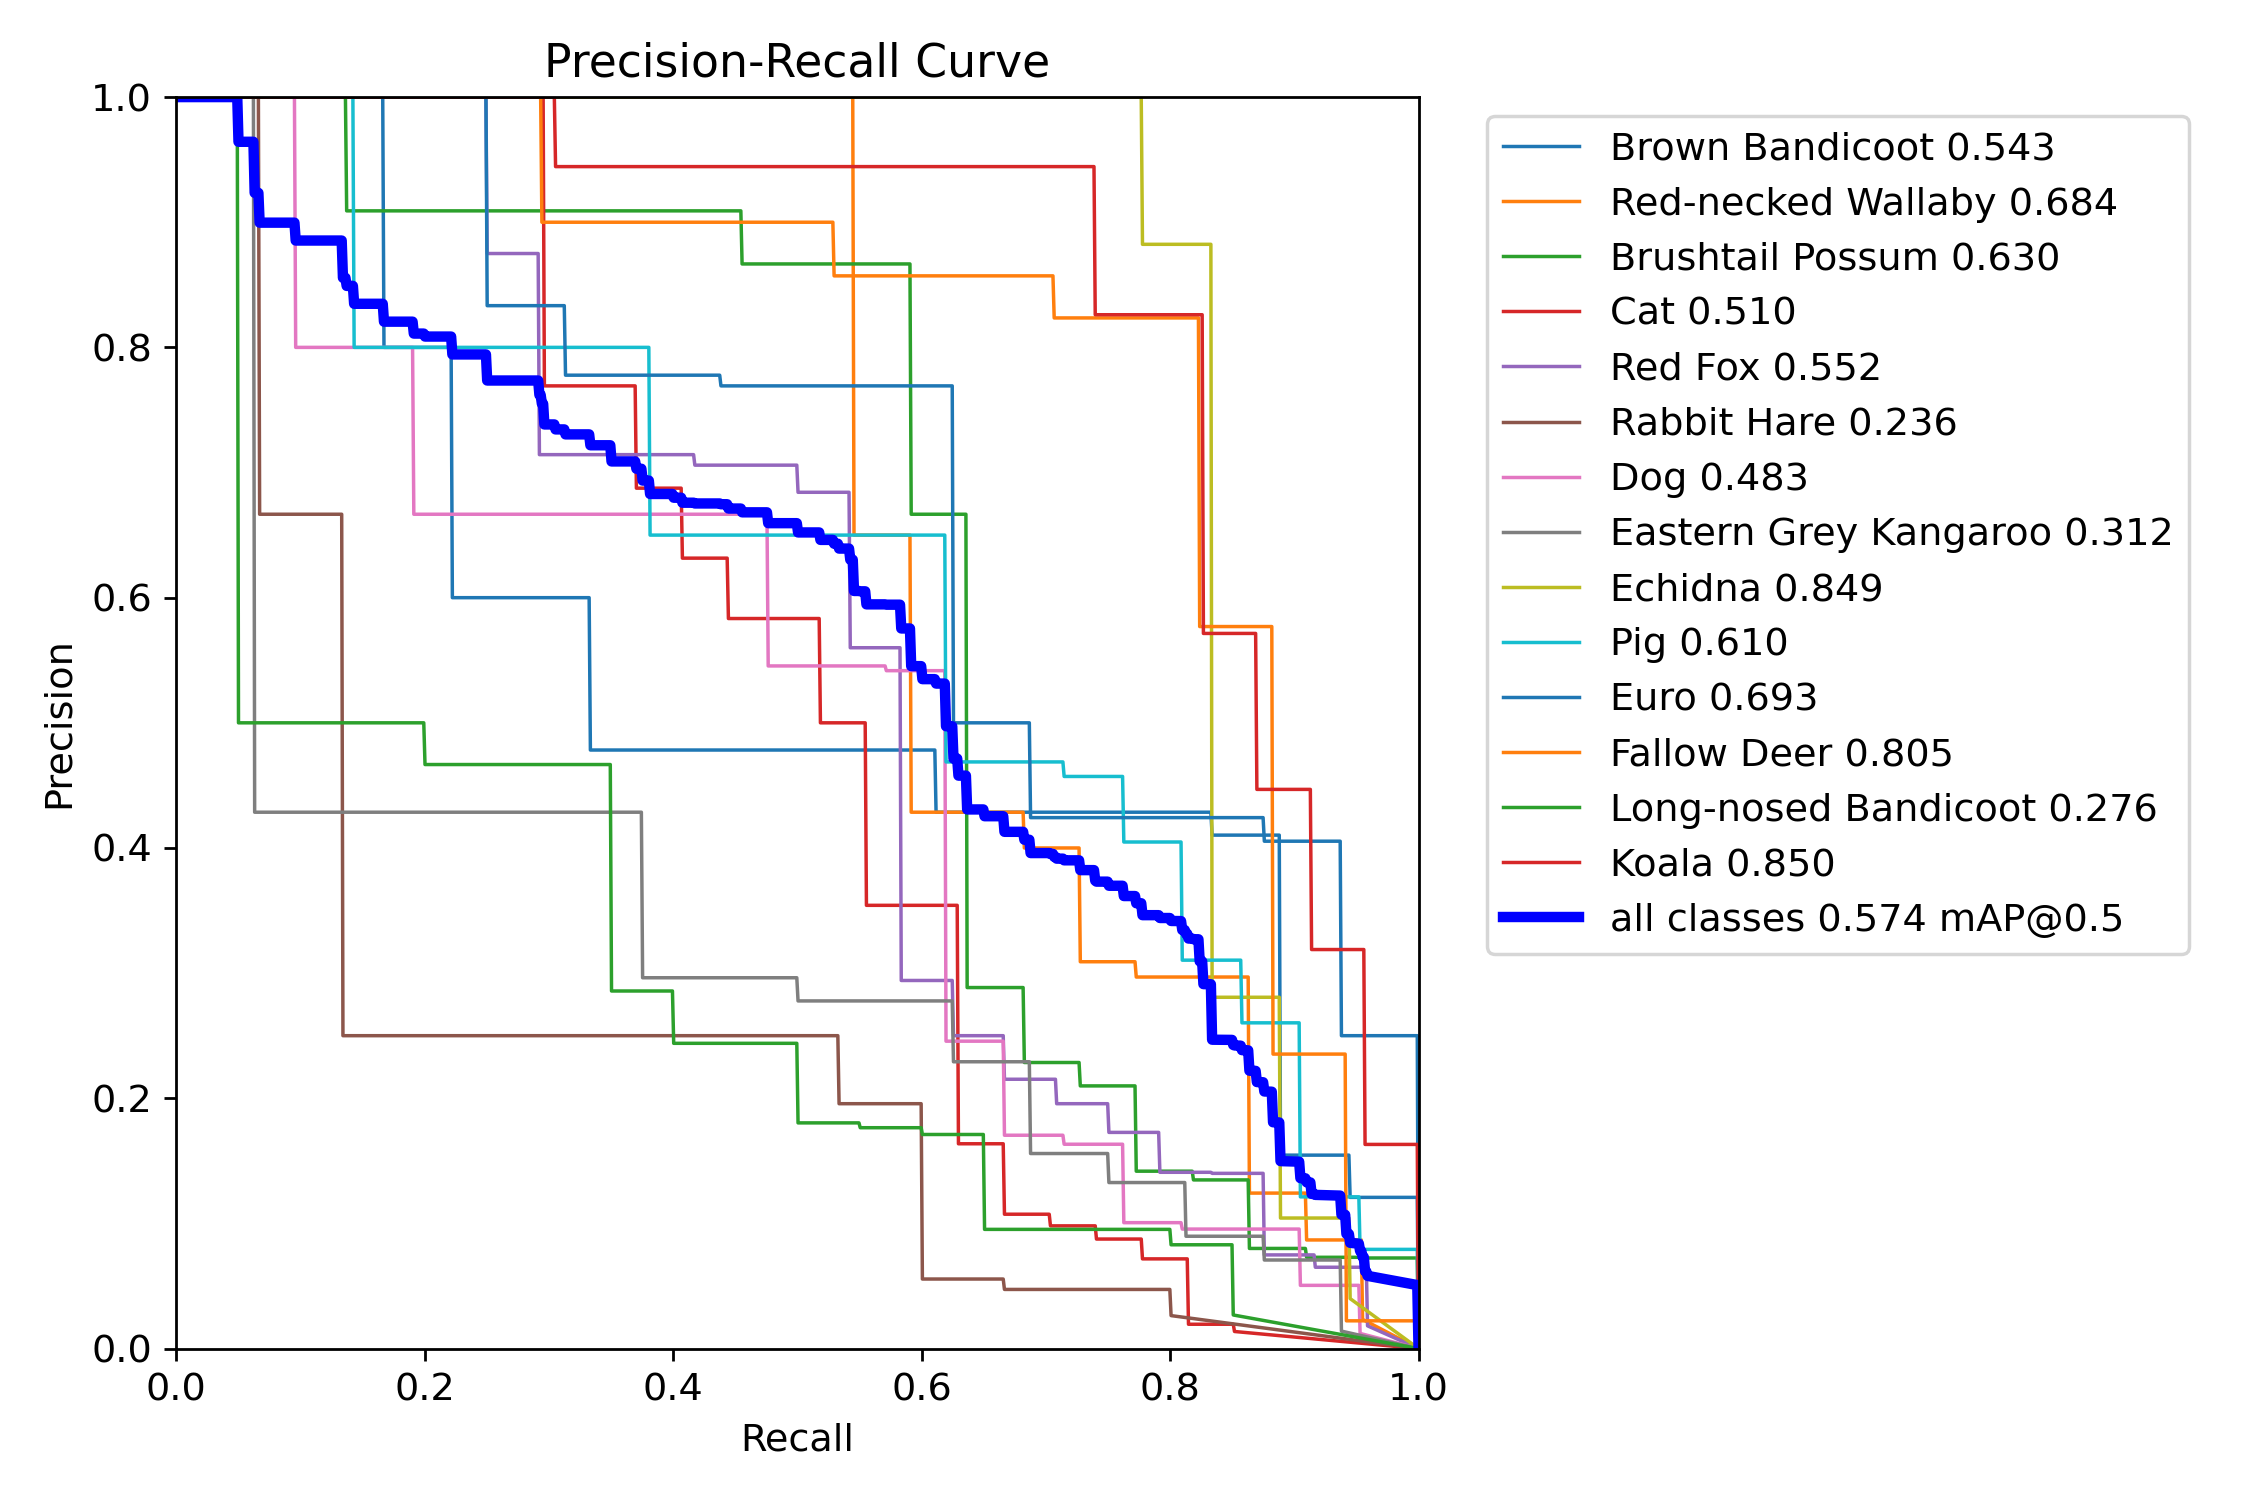 Precision-Recall Curve
1.0
0.8
0.6
0.4
0.2
0.0
Precision
0.0 0.2 0.4 0.6 0.8 1.0
Recall
Brown Bandicoot 0.543
Red-necked Wallaby 0.684
Brushtail Possum 0.630
Cat 0.510
Red Fox 0.552
Rabbit Hare 0.236
Dog 0.483
Eastern Grey Kangaroo 0.312
Echidna 0.849
Pig 0.610
Euro 0.693
Fallow Deer 0.805
Long-nosed Bandicoot 0.276
Koala 0.850
all classes 0.574 mAP@0.5